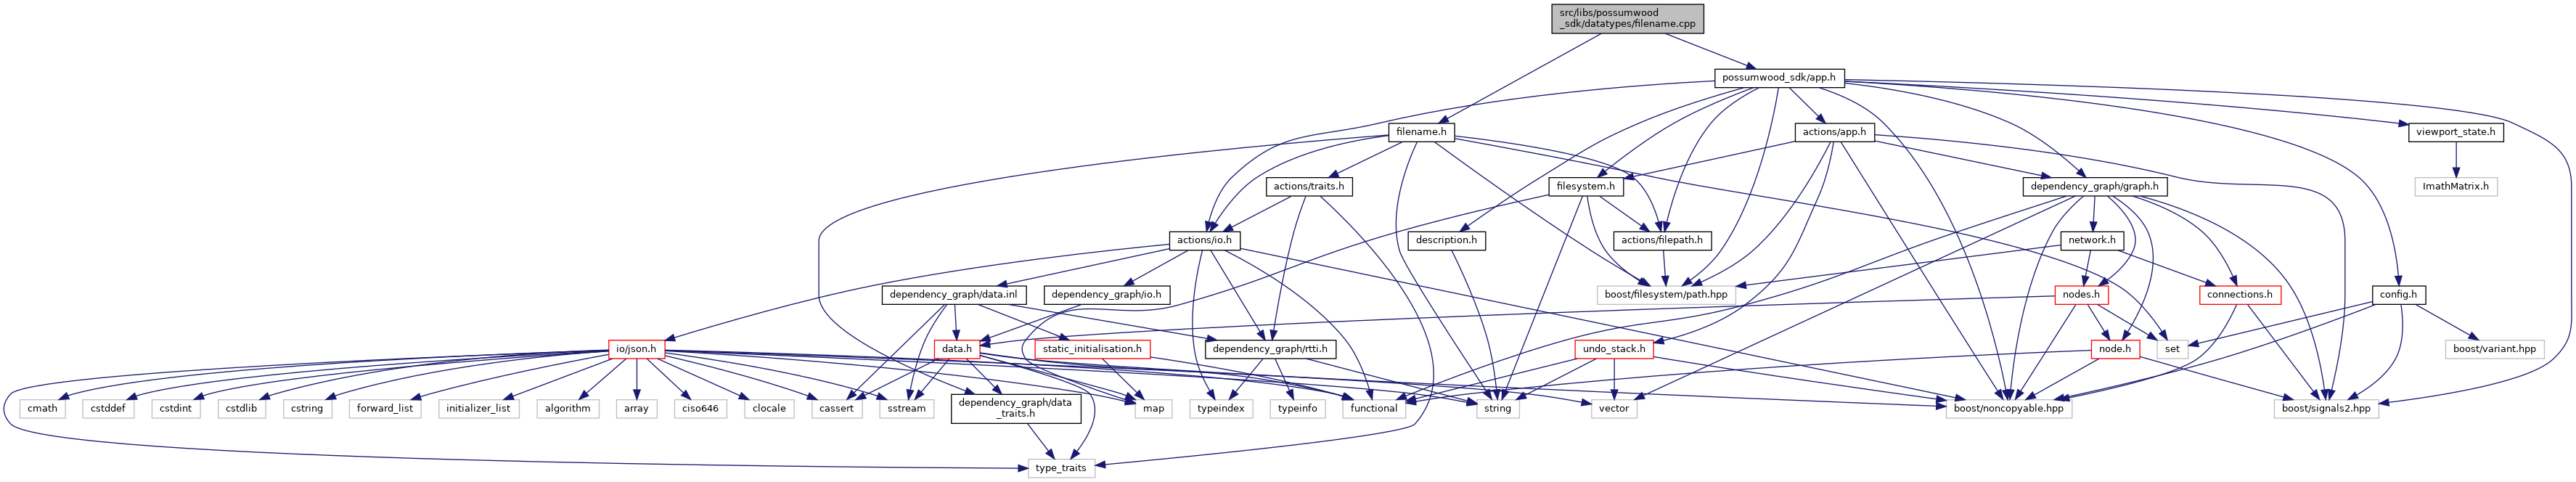 src/libs/possumwood
_sdk/datatypes/filename.cpp
possumwood_sdk/app.h
filename.h
actions/app.h
viewport_state.h
actions/traits.h
filesystem.h
dependency_graph/graph.h
ImathMatrix.h
actions/io.h
description.h
actions/filepath.h
network.h
dependency_graph/data.inl
dependency_graph/io.h
boost/filesystem/path.hpp
nodes.h
connections.h
config.h
io/json.h
data.h
static_initialisation.h
dependency_graph/rtti.h
undo_stack.h
node.h
set
boost/variant.hpp
cmath
cstddef
cstdint
cstdlib
cstring
forward_list
initializer_list
algorithm
array
ciso646
clocale
cassert
sstream
dependency_graph/data
_traits.h
map
typeindex
typeinfo
functional
string
vector
boost/noncopyable.hpp
boost/signals2.hpp
type_traits